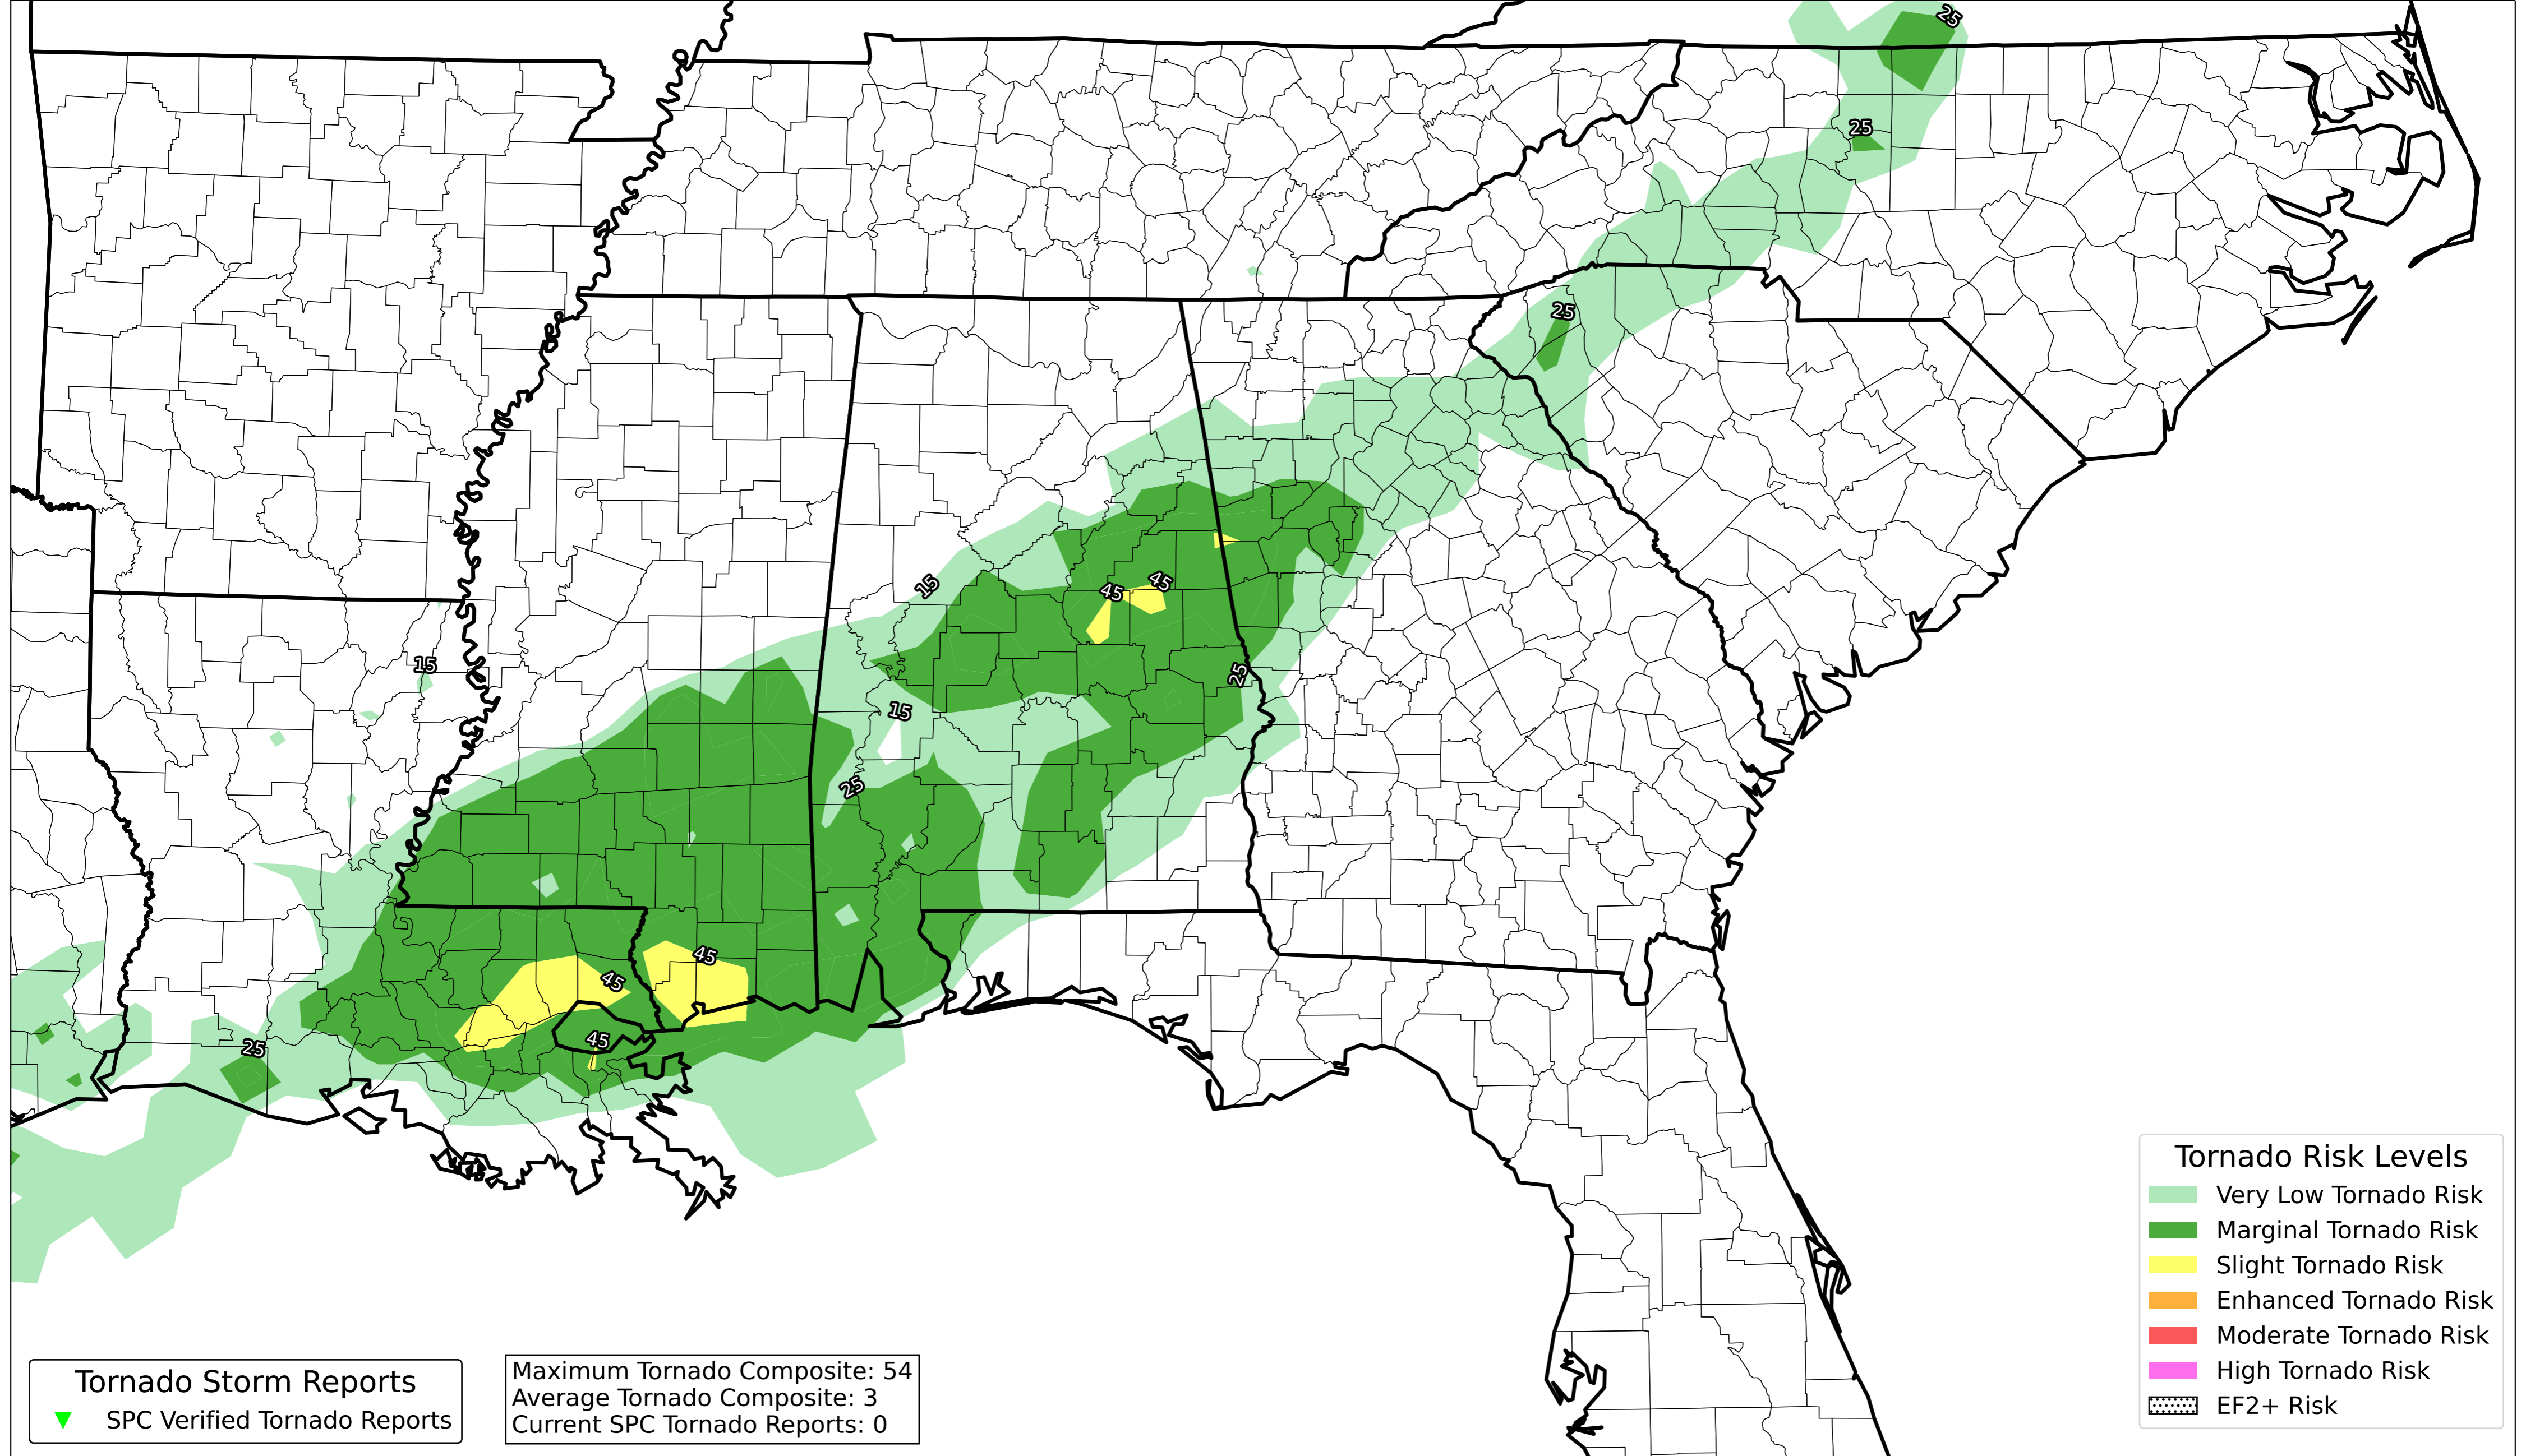 25
25
25
15
45
45
15
25
15
25
45
45
45
25
Tornado Risk Levels
Very Low Tornado Risk
Marginal Tornado Risk
Slight Tornado Risk
Enhanced Tornado Risk
Moderate Tornado Risk
High Tornado Risk
EF2+ Risk
Tornado Storm Reports
SPC Verified Tornado Reports
Maximum Tornado Composite: 54
Average Tornado Composite: 3
Current SPC Tornado Reports: 0